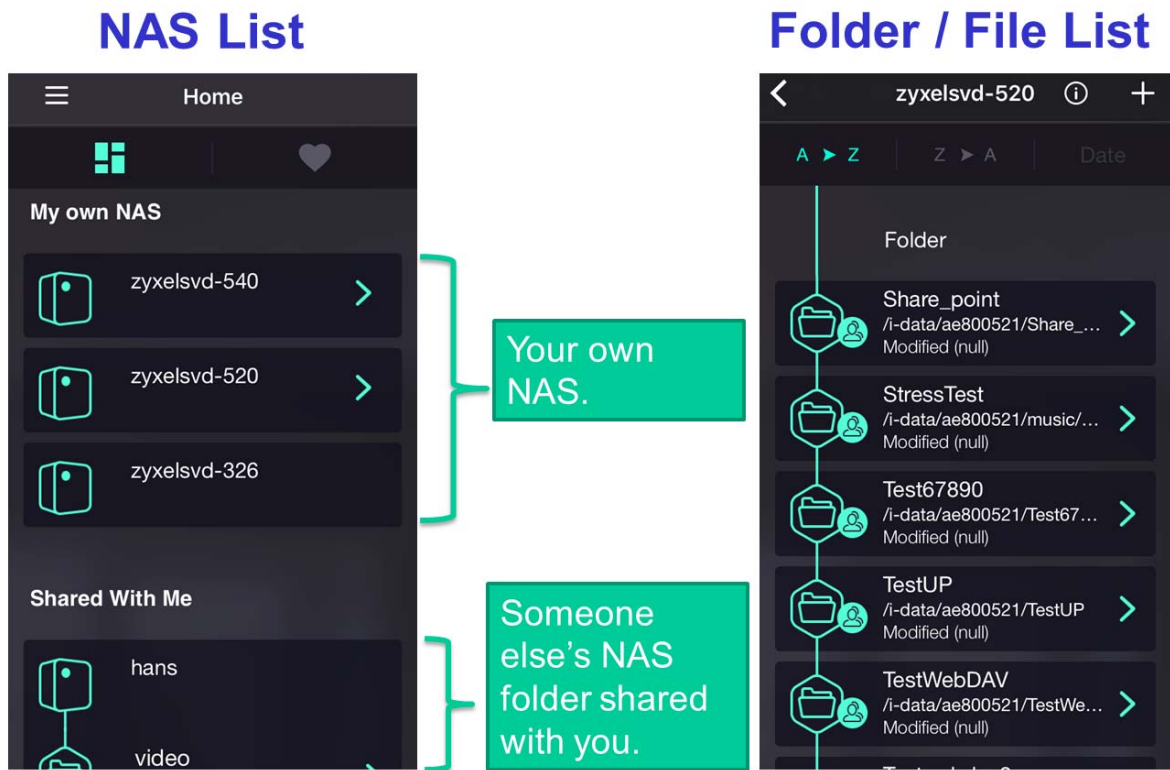 NAS List
Home
My own NAS
zyxelsvd-540
zyxelsvd-520
zyxelsvd-326
Shared With Me
hans
video
Your own
NAS.
Someone
else's NAS
folder shared
with you.
Folder / File List
zyxelsvd-520
A ➤ Z
Z ➤ A
Date
Folder
Share_point
/i-data/ae800521/Share_...
Modified (null)
StressTest
/i-data/ae800521/music/...
Modified (null)
Test67890
/i-data/ae800521/Test67...
Modified (null)
TestUP
/i-data/ae800521/TestUP
Modified (null)
TestWebDAV
/i-data/ae800521/TestWe...
Modified (null)